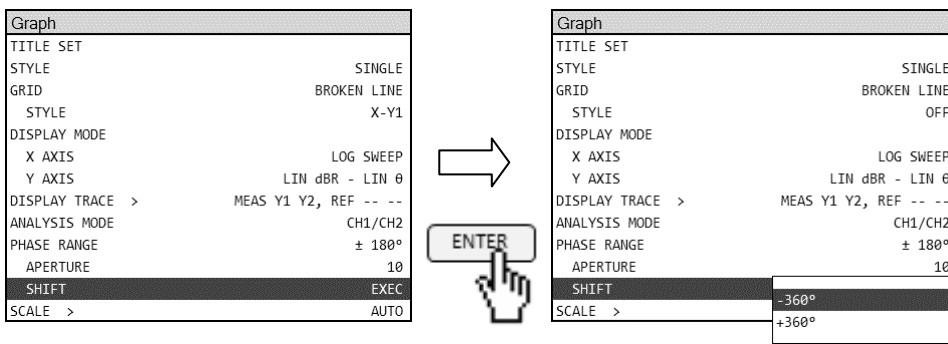 Graph
TITLE SET
STYLE SINGLE
GRID BROKEN LINE
STYLE X-Y1
DISPLAY MODE
X AXIS LOG SWEEP
Y AXIS LIN dBR - LIN θ
DISPLAY TRACE > MEAS Y1 Y2, REF -- --
ANALYSIS MODE CH1/CH2
PHASE RANGE ± 180°
APERTURE 10
SHIFT EXEC
SCALE > AUTO
ENTER
Graph
TITLE SET
STYLE SINGLE
GRID BROKEN LINE
STYLE OFF
DISPLAY MODE
X AXIS LOG SWEEP
Y AXIS LIN dBR - LIN θ
DISPLAY TRACE > MEAS Y1 Y2, REF -- --
ANALYSIS MODE CH1/CH2
PHASE RANGE ± 180°
APERTURE 10
SHIFT
-360°
SCALE >
+360°